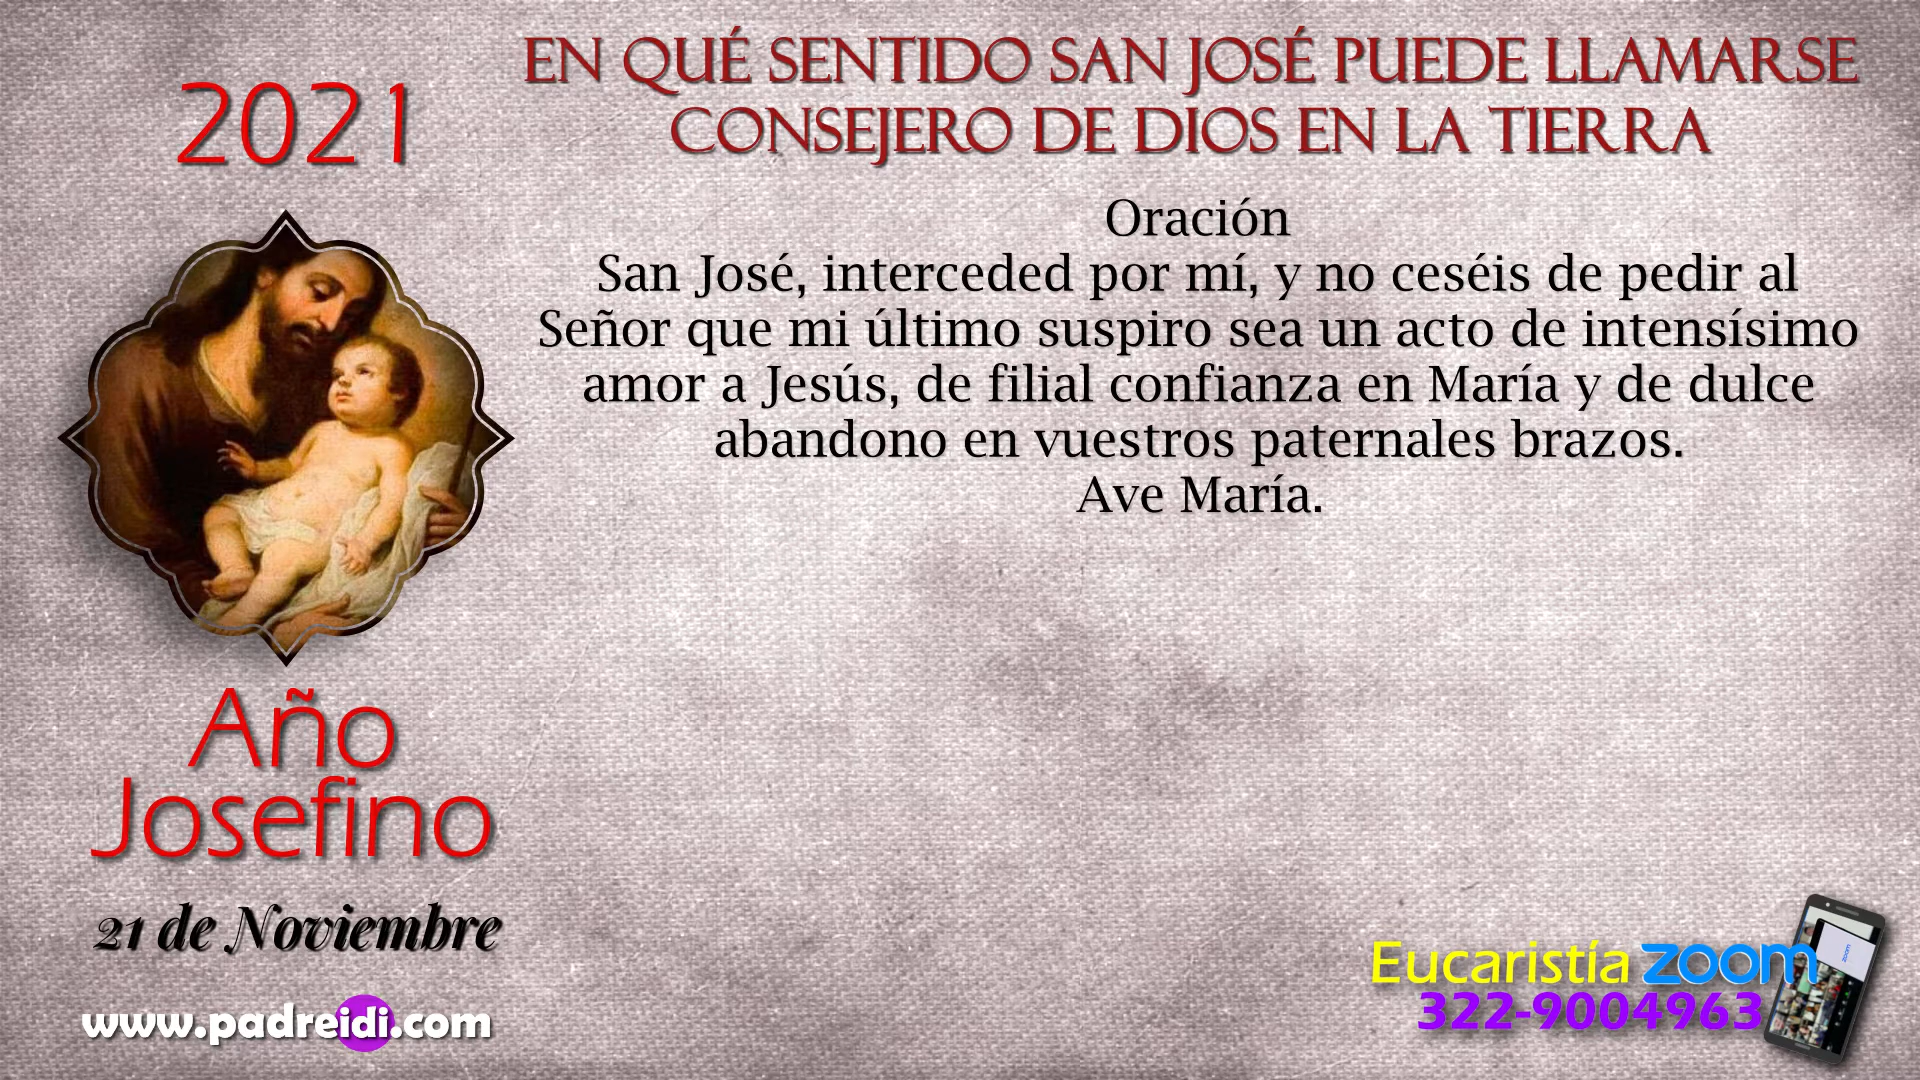 2021
EN QUÉ SENTIDO SAN JOSÉ PUEDE LLAMARSE
CONSEJERO DE DIOS EN LA TIERRA
Oración
San José, interceded por mí, y no ceséis de pedir al
Señor que mi último suspiro sea un acto de intensísimo
amor a Jesús, de filial confianza en María y de dulce
abandono en vuestros paternales brazos.
Ave María.
Año
Josefino
21 de Noviembre
www.padreidi.com
Eucaristía zoom
322-9004963
zoom